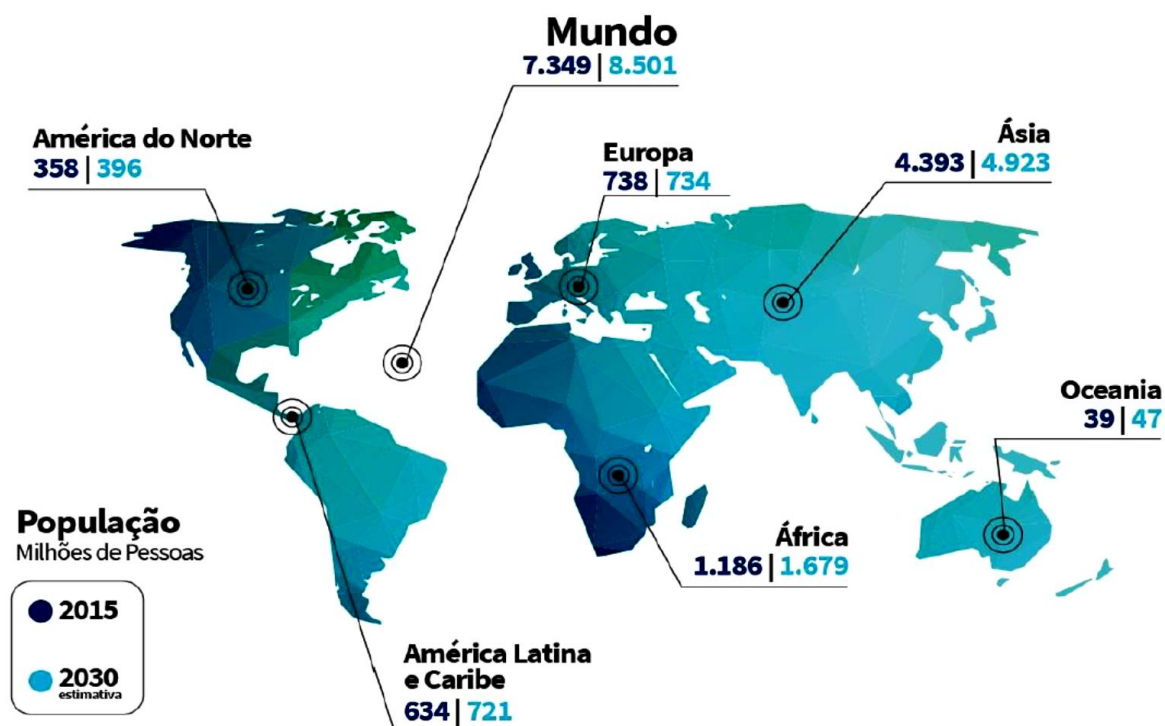 Mundo
7.349 | 8.501
América do Norte
358 | 396
Europa
738 | 734
Ásia
4.393 | 4.923
Oceania
39 | 47
África
1.186 | 1.679
População
Milhões de Pessoas
2015
2030
estimativa
América Latina
e Caribe
634 | 721